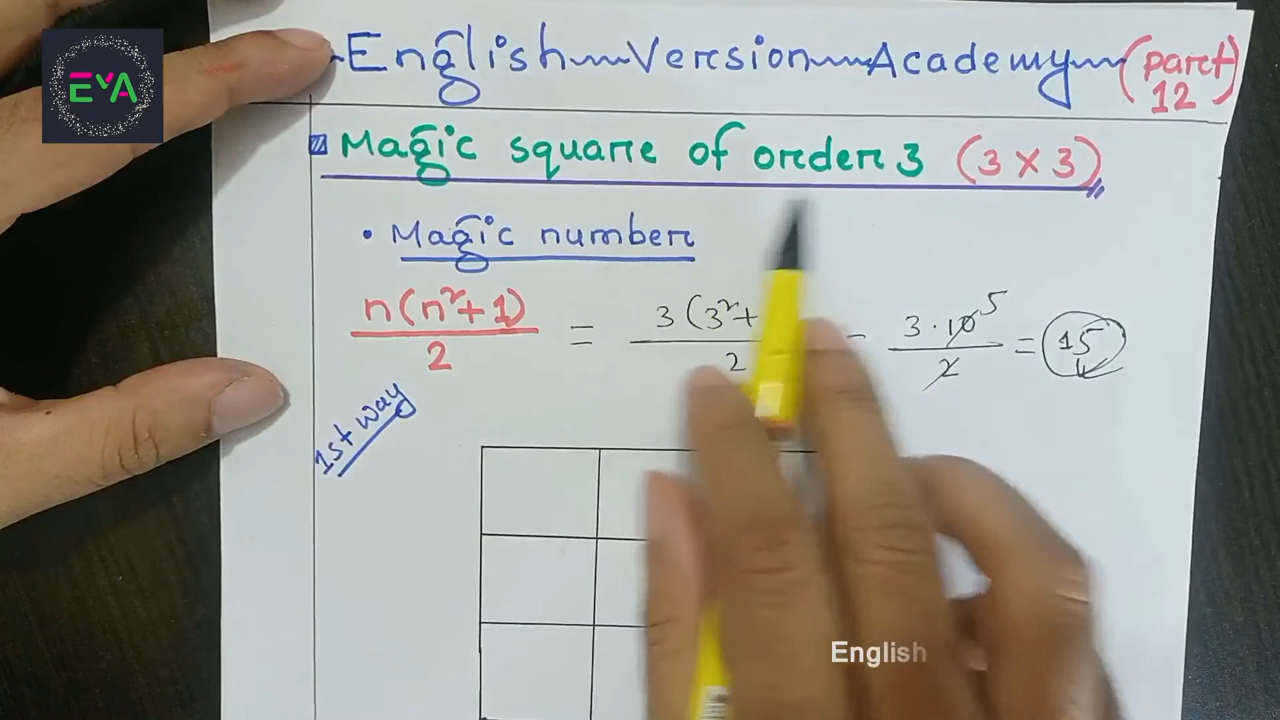 EVA
English Version Academy (part 12)
Magic square of order 3 (3 × 3)
• Magic number
n(n²+1)/2 = 3(3²+ /2 = 3·10/2 5 = 15
1st way
English